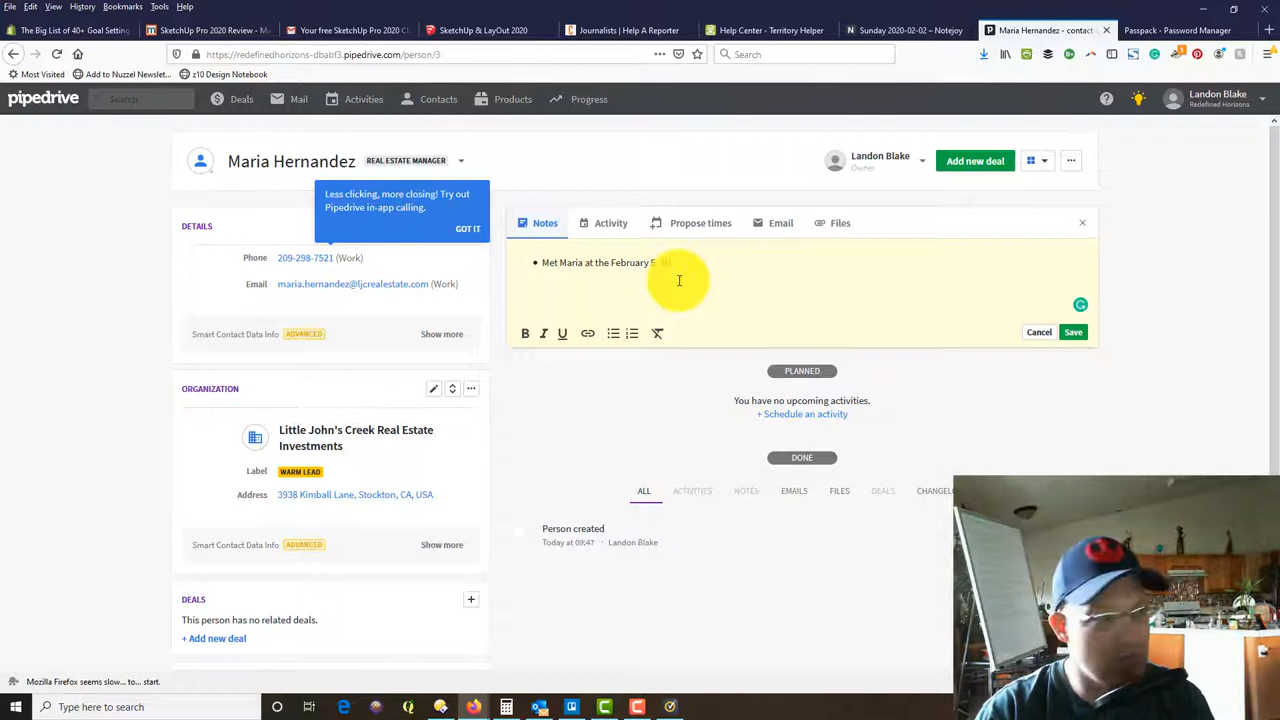 File Edit View History Bookmarks Tools Help
The Big List of 40+ Goal Setting
SketchUp Pro 2020 Review - M
Your SketchUp Pro 2020 C
SketchUp & LayOut 2020
Journalists | Help A Reporter
Help Center - Territory Helper
Sunday 2020-02-02 – Notejoy
Maria Hernandez - contact
Passpack - Password Manager
https://redefinedhorizons-dbabf3.pipedrive.com/person/3
Search
Most Visited Add to Nuzzel Newslet... z10 Design Notebook
pipedrive Search Deals Mail Activities Contacts Products Progress
Landon Blake
Redefined Horizons
Maria Hernandez REAL ESTATE MANAGER
Landon Blake
Owner
Add new deal
Less clicking, more closing! Try out
Pipedrive in-app calling.
GOT IT
DETAILS
Phone 209-298-7521 (Work)
Email maria.hernandez@ljcrealestate.com (Work)
Smart Contact Data Info ADVANCED Show more
ORGANIZATION
Little John's Creek Real Estate
Investments
Label WARM LEAD
Address 3938 Kimball Lane, Stockton, CA, USA
Smart Contact Data Info ADVANCED Show more
DEALS
This person has no related deals.
+ Add new deal
Notes Activity Propose times Email Files
• Met Maria at the February 5
B I U
Cancel Save
PLANNED
You have no upcoming activities.
+ Schedule an activity
DONE
ALL ACTIVITIES NOTES EMAILS FILES DEALS CHANGEL
Person created
Today at 09:47 · Landon Blake
Mozilla Firefox seems slow... to... start.
Type here to search